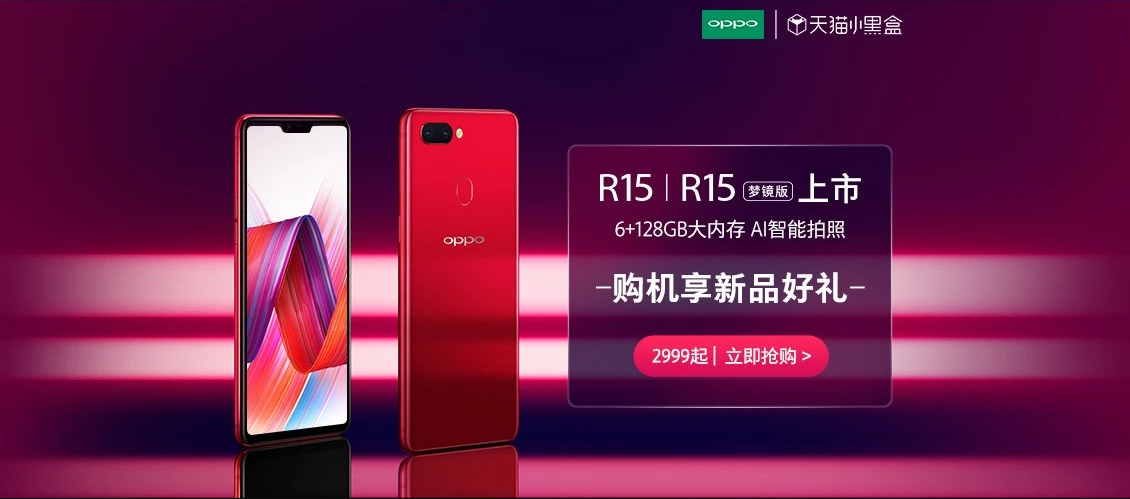 oppo | 天猫小黑盒
oppo
R15 | R15 梦镜版 上市
6+128GB大内存 AI智能拍照
购机享新品好礼
2999起 | 立即抢购 >